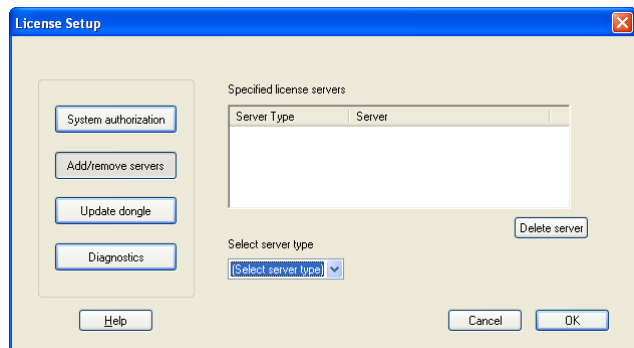 License Setup
Specified license servers
System authorization
Server Type Server
Add/remove servers
Update dongle
Delete server
Select server type
Diagnostics
(Select server type)
Help
Cancel OK